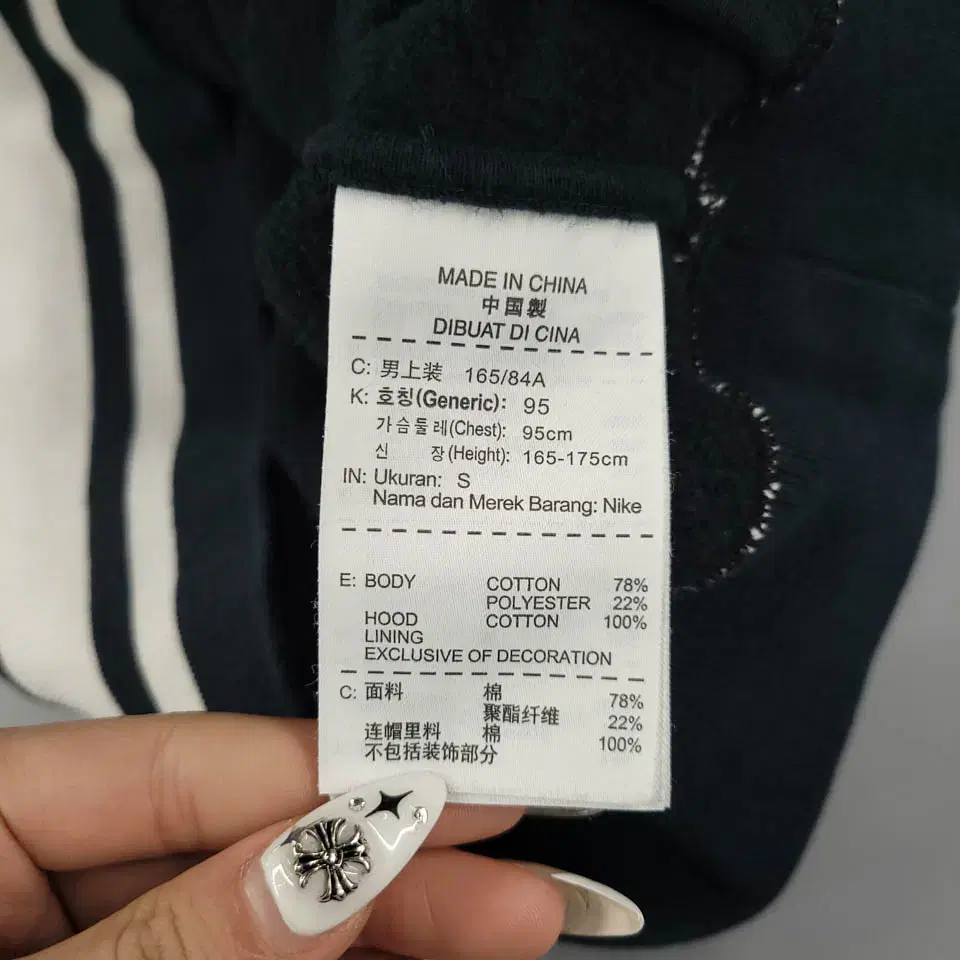 MADE IN CHINA
中国製
DIBUAT DI CINA
C: 男上装 165/84A
K: 호칭(Generic): 95
가슴둘레(Chest): 95cm
신 장(Height): 165-175cm
IN: Ukuran: S
Nama dan Merek Barang: Nike
E: BODY COTTON 78%
POLYESTER 22%
HOOD COTTON 100%
LINING
EXCLUSIVE OF DECORATION
C: 面料 棉 78%
聚酯纤维 22%
连帽里料 棉 100%
不包括装饰部分